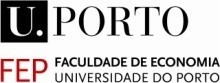 U. PORTO
FEP FACULDADE DE ECONOMIA
UNIVERSIDADE DO PORTO